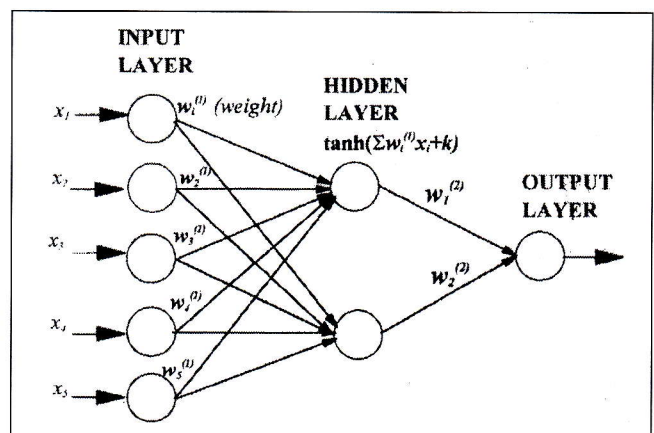 INPUT
LAYER
HIDDEN
LAYER
tanh(Σwᵢ⁽¹⁾xᵢ+k)
OUTPUT
LAYER
x₁
wᵢ⁽¹⁾ (weight)
x₂
w₂⁽¹⁾
x₃
w₃⁽¹⁾
x₄
w₄⁽¹⁾
x₅
w₅⁽¹⁾
w₁⁽²⁾
w₂⁽²⁾